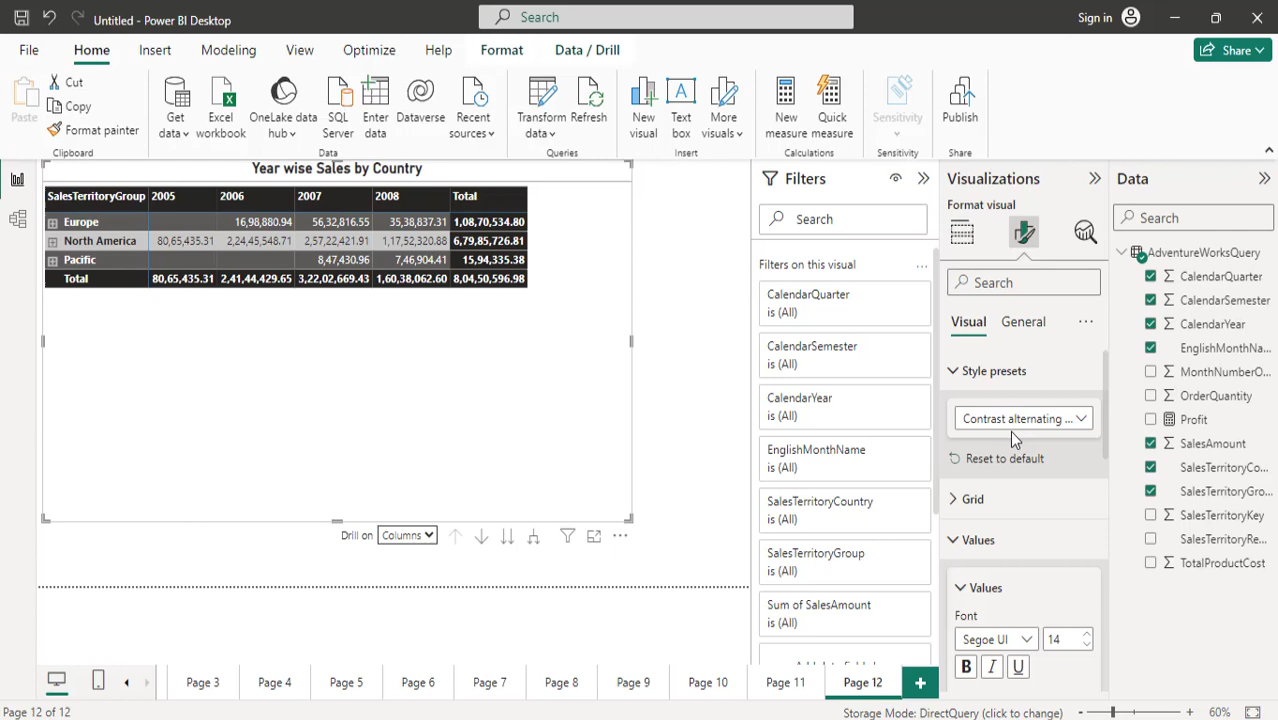 Untitled - Power BI Desktop
Search
Sign in
File Home Insert Modeling View Optimize Help Format Data / Drill
Share
Paste
Cut
Copy
Format painter
Clipboard
Get data
Excel workbook
OneLake data hub
SQL Server
Enter data
Dataverse
Recent sources
Data
Transform data
Refresh
Queries
New visual
Text box
More visuals
Insert
New measure
Quick measure
Calculations
Sensitivity
Sensitivity
Publish
Share
Year wise Sales by Country
SalesTerritoryGroup 2005 2006 2007 2008 Total
Europe 16,98,880.94 56,32,816.55 35,38,837.31 1,08,70,534.80
North America 80,65,435.31 2,24,45,548.71 2,57,22,421.91 1,17,52,320.88 6,79,85,726.81
Pacific 8,47,430.96 7,46,904.41 15,94,335.38
Total 80,65,435.31 2,41,44,429.65 3,22,02,669.43 1,60,38,062.60 8,04,50,596.98
Drill on Columns
Filters
Search
Filters on this visual
CalendarQuarter
is (All)
CalendarSemester
is (All)
CalendarYear
is (All)
EnglishMonthName
is (All)
SalesTerritoryCountry
is (All)
SalesTerritoryGroup
is (All)
Sum of SalesAmount
is (All)
Visualizations
Format visual
Search
Visual General
Style presets
Contrast alternating ...
Reset to default
Grid
Values
Values
Font
Segoe UI 14
B I U
Data
Search
AdventureWorksQuery
CalendarQuarter
CalendarSemester
CalendarYear
EnglishMonthNa...
MonthNumberO...
OrderQuantity
Profit
SalesAmount
SalesTerritoryCo...
SalesTerritoryGro...
SalesTerritoryKey
SalesTerritoryRe...
TotalProductCost
Page 3 Page 4 Page 5 Page 6 Page 7 Page 8 Page 9 Page 10 Page 11 Page 12
Page 12 of 12
Storage Mode: DirectQuery (click to change)
60%